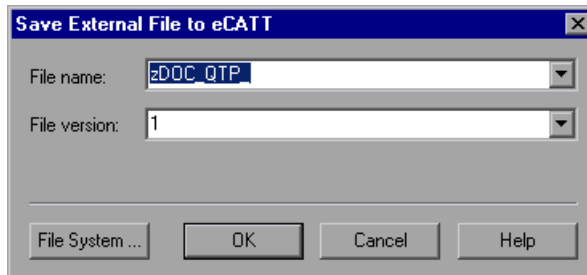 Save External File to eCATT
File name: zDOC_QTP_
File version: 1
File System ... OK Cancel Help